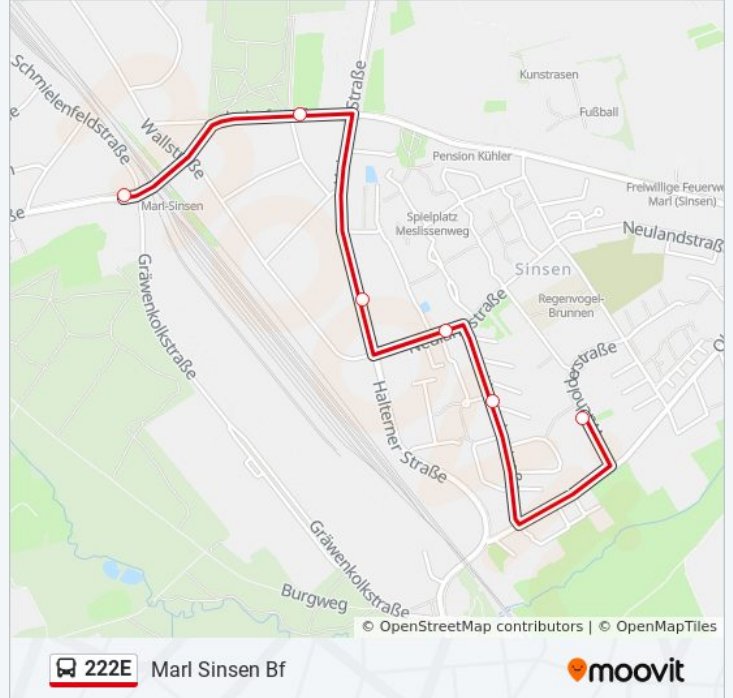 Kunstrasen
Schmielenfeldstraße
Straße
Fußball
Wallstraße
Pension Kühler
Freiwillige Feuerwe
Marl (Sinsen)
Marl-Sinsen
Spielplatz
Meslissenweg
Neulandstraß
Sinsen
Gräwenkolkstraße
Regenvogel-
Brunnen
Halterner Straße
Gräwenkolkstraße
Burgweg
© OpenStreetMap contributors | © OpenMapTiles
222E Marl Sinsen Bf
moovit